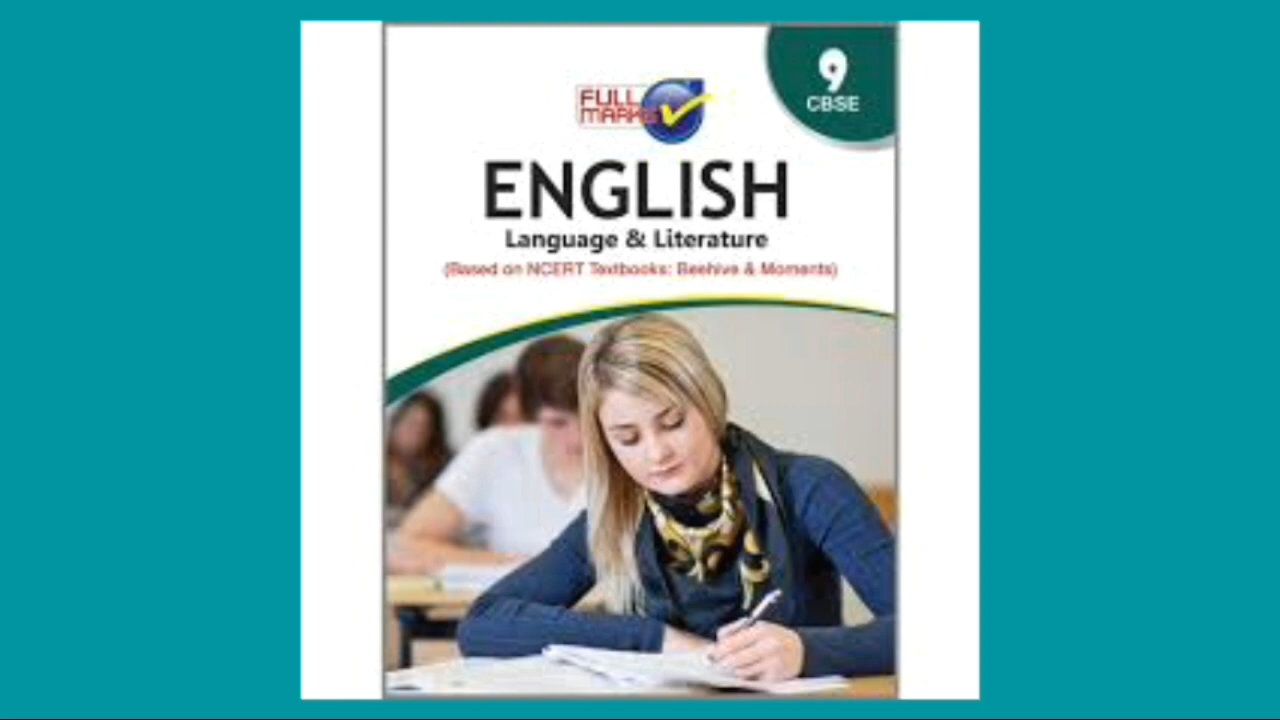 9
CBSE
FULL
MARKS
ENGLISH
Language & Literature
(Based on NCERT Textbooks: Beehive & Moments)